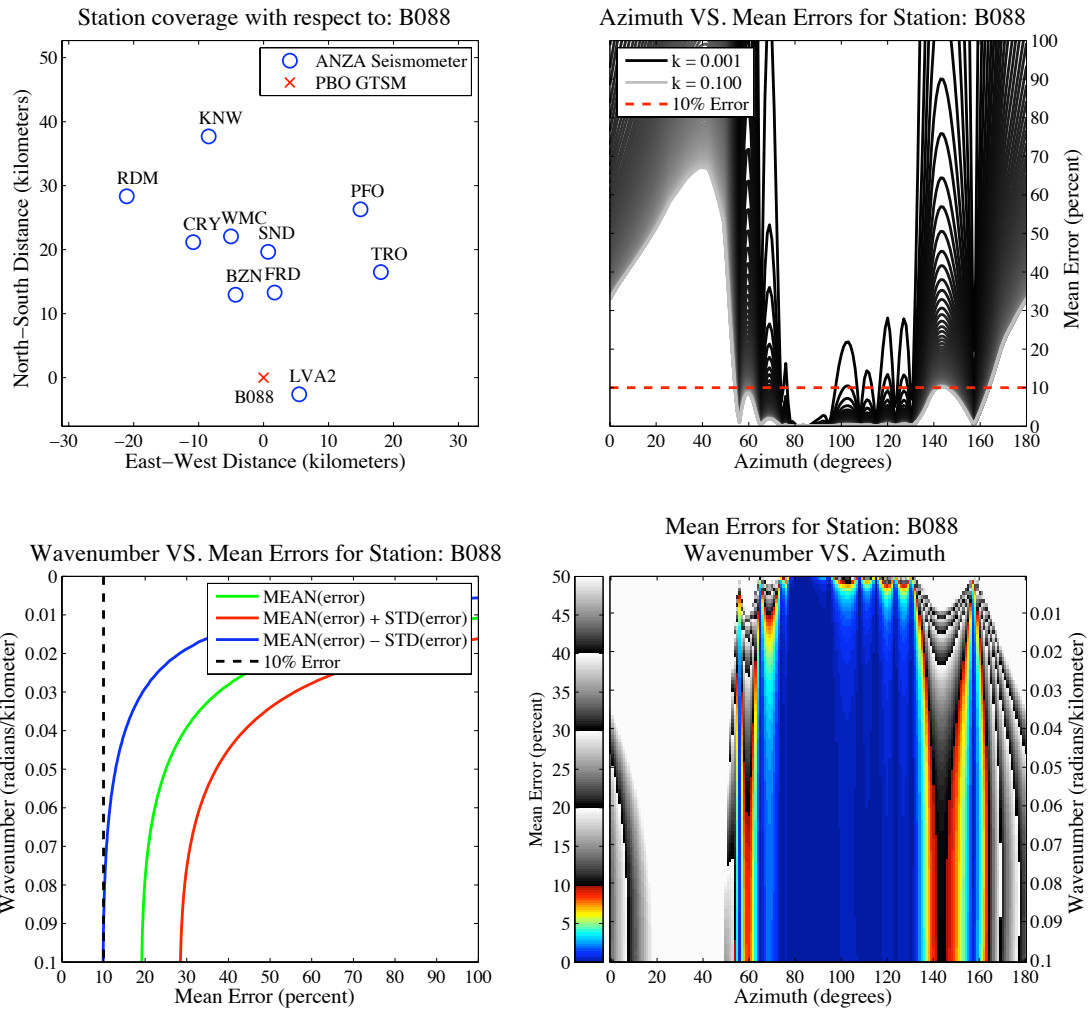 Station coverage with respect to: B088
ANZA Seismometer
PBO GTSM
KNW
RDM
PFO
CRY
WMC
SND
TRO
BZN
FRD
LVA2
B088
50
40
30
20
10
0
−30
−20
−10
0
10
20
30
North−South Distance (kilometers)
East−West Distance (kilometers)
Azimuth VS. Mean Errors for Station: B088
k = 0.001
k = 0.100
10% Error
100
90
80
70
60
50
40
30
20
10
0
0
20
40
60
80
100
120
140
160
180
Mean Error (percent)
Azimuth (degrees)
Wavenumber VS. Mean Errors for Station: B088
MEAN(error)
MEAN(error) + STD(error)
MEAN(error) − STD(error)
10% Error
0
0.01
0.02
0.03
0.04
0.05
0.06
0.07
0.08
0.09
0.1
0
10
20
30
40
50
60
70
80
90
100
Wavenumber (radians/kilometer)
Mean Error (percent)
Mean Errors for Station: B088
Wavenumber VS. Azimuth
50
45
40
35
30
25
20
15
10
5
0
Mean Error (percent)
0.01
0.02
0.03
0.04
0.05
0.06
0.07
0.08
0.09
0.1
0
20
40
60
80
100
120
140
160
180
Wavenumber (radians/kilometer)
Azimuth (degrees)